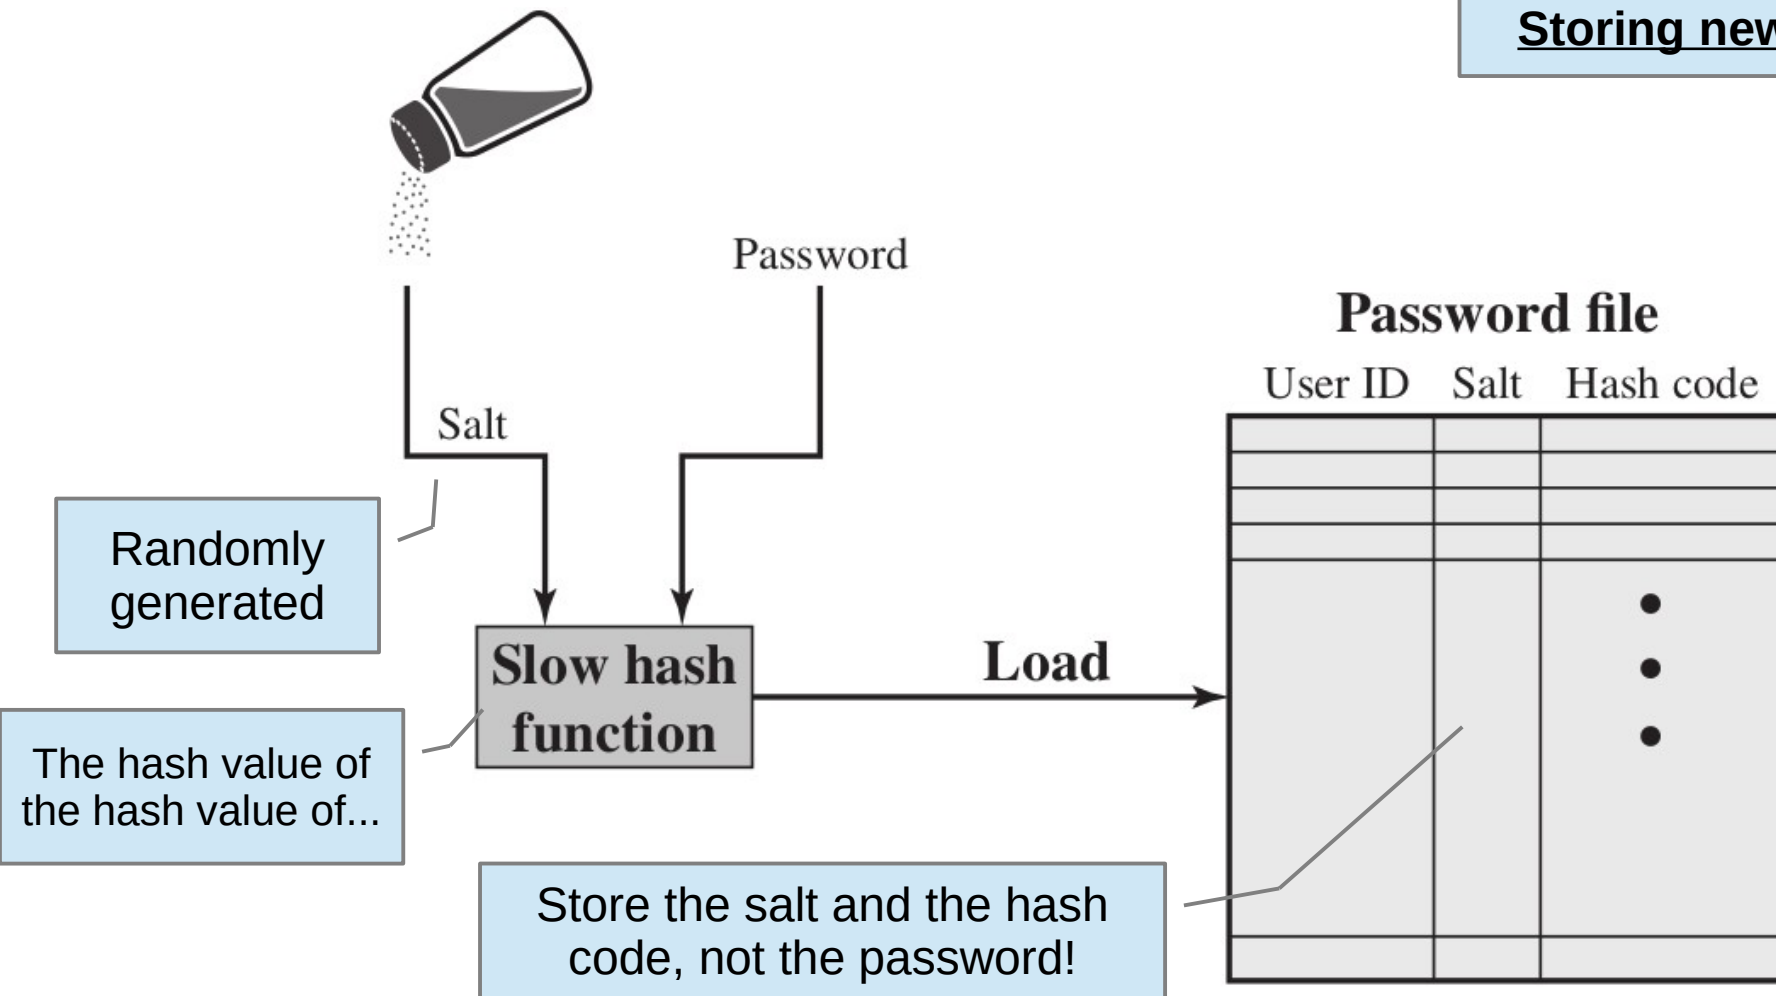 Storing new
Password
Password file
User ID Salt Hash code
Salt
Randomly
generated
Slow hash
function
Load
The hash value of
the hash value of...
Store the salt and the hash
code, not the password!